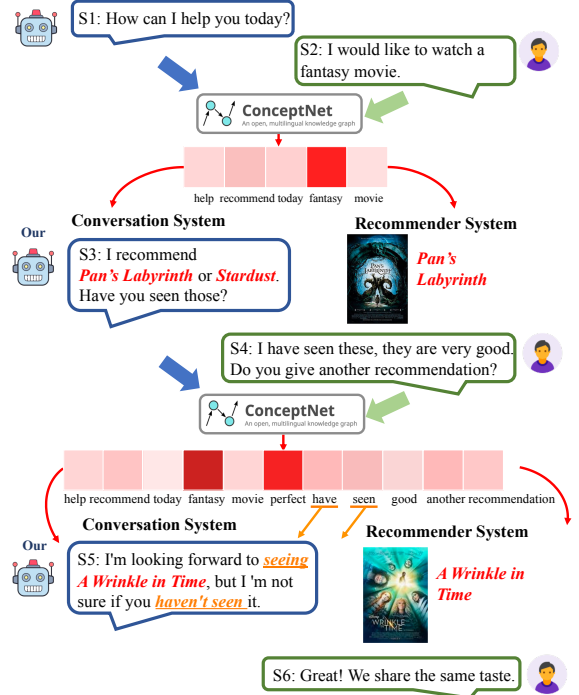 S1: How can I help you today?
S2: I would like to watch a
fantasy movie.
ConceptNet
An open, multilingual knowledge graph
help recommend today fantasy movie
Conversation System
Recommender System
Our
S3: I recommend
Pan's Labyrinth or Stardust.
Have you seen those?
PAN'S
LABYRINTH
Pan's
Labyrinth
S4: I have seen these, they are very good.
Do you give another recommendation?
ConceptNet
An open, multilingual knowledge graph
help recommend today fantasy movie perfect have seen good another recommendation
Conversation System
Recommender System
Our
S5: I'm looking forward to seeing
A Wrinkle in Time, but I 'm not
sure if you haven't seen it.
A
WRINKLE
IN TIME
A Wrinkle in
Time
S6: Great! We share the same taste.